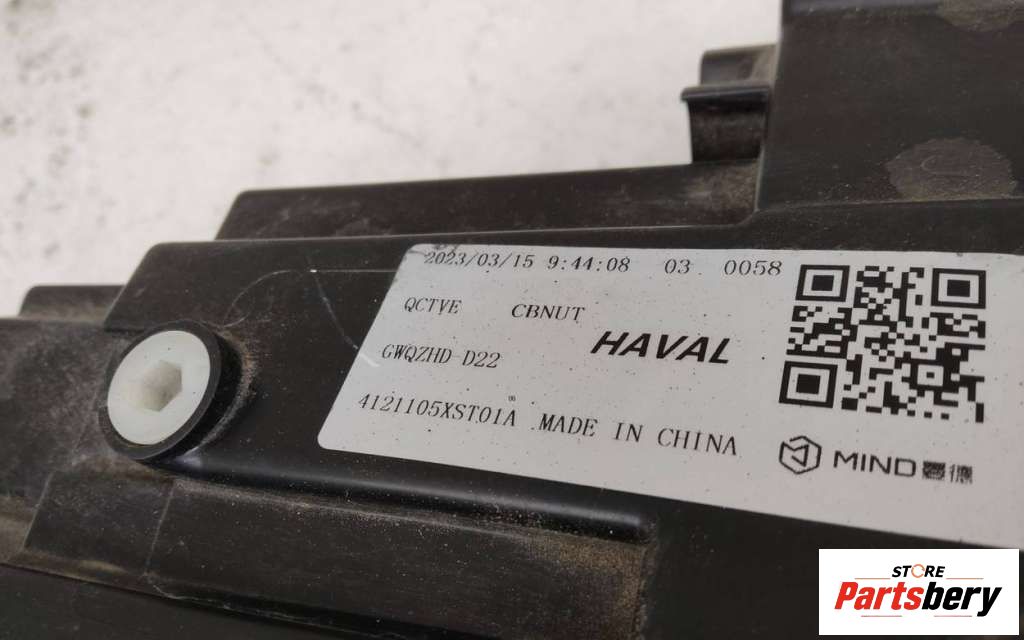 2023/03/15 9:44:08 03 0058
QCTVE CBNUT
HAVAL
GWQZHD D22
4121105XST01A MADE IN CHINA
MIND
STORE
Partsbery